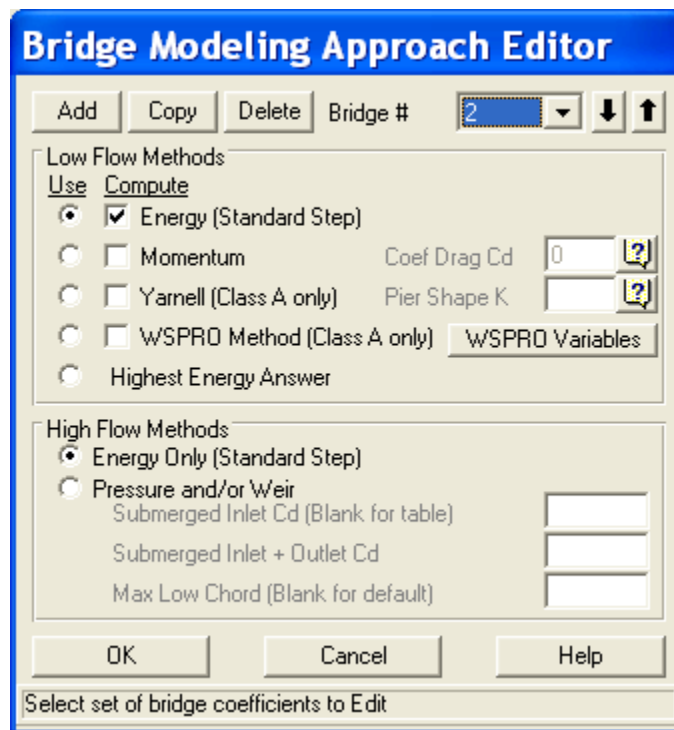 Bridge Modeling Approach Editor
Add Copy Delete Bridge # 2
Low Flow Methods
Use Compute
Energy (Standard Step)
Momentum Coef Drag Cd 0 ?
Yarnell (Class A only) Pier Shape K ?
WSPRO Method (Class A only) WSPRO Variables
Highest Energy Answer
High Flow Methods
Energy Only (Standard Step)
Pressure and/or Weir
Submerged Inlet Cd (Blank for table)
Submerged Inlet + Outlet Cd
Max Low Chord (Blank for default)
OK Cancel Help
Select set of bridge coefficients to Edit